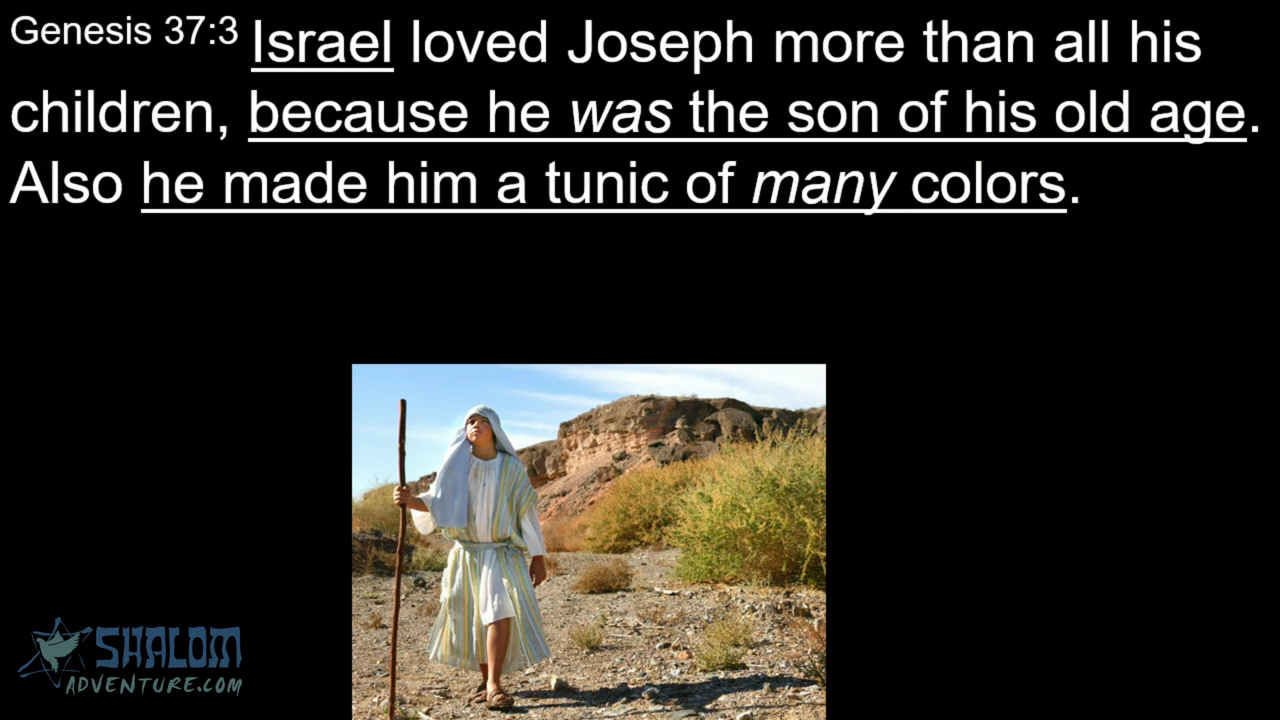 Genesis 37:3 Israel loved Joseph more than all his
children, because he was the son of his old age.
Also he made him a tunic of many colors.
SHALOM
ADVENTURE.COM